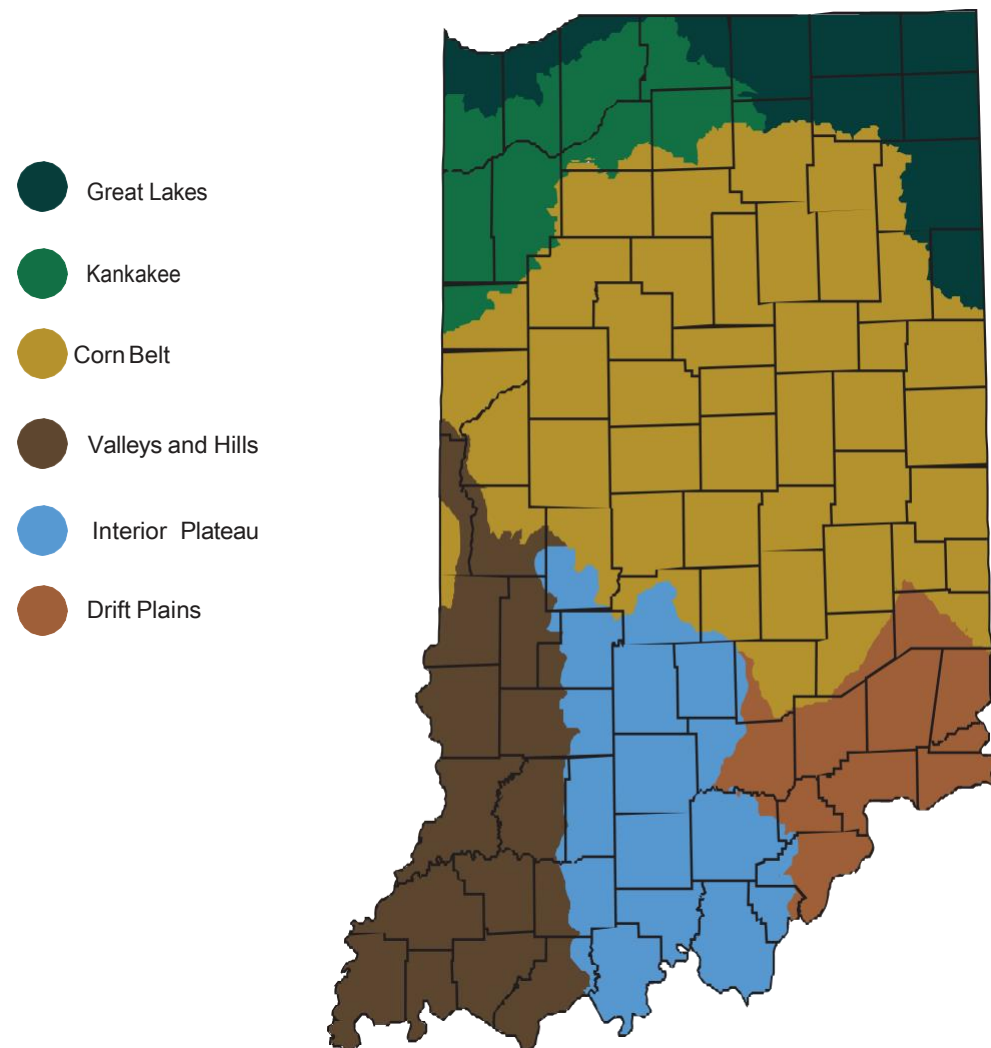 Great Lakes
Kankakee
Corn Belt
Valleys and Hills
Interior Plateau
Drift Plains